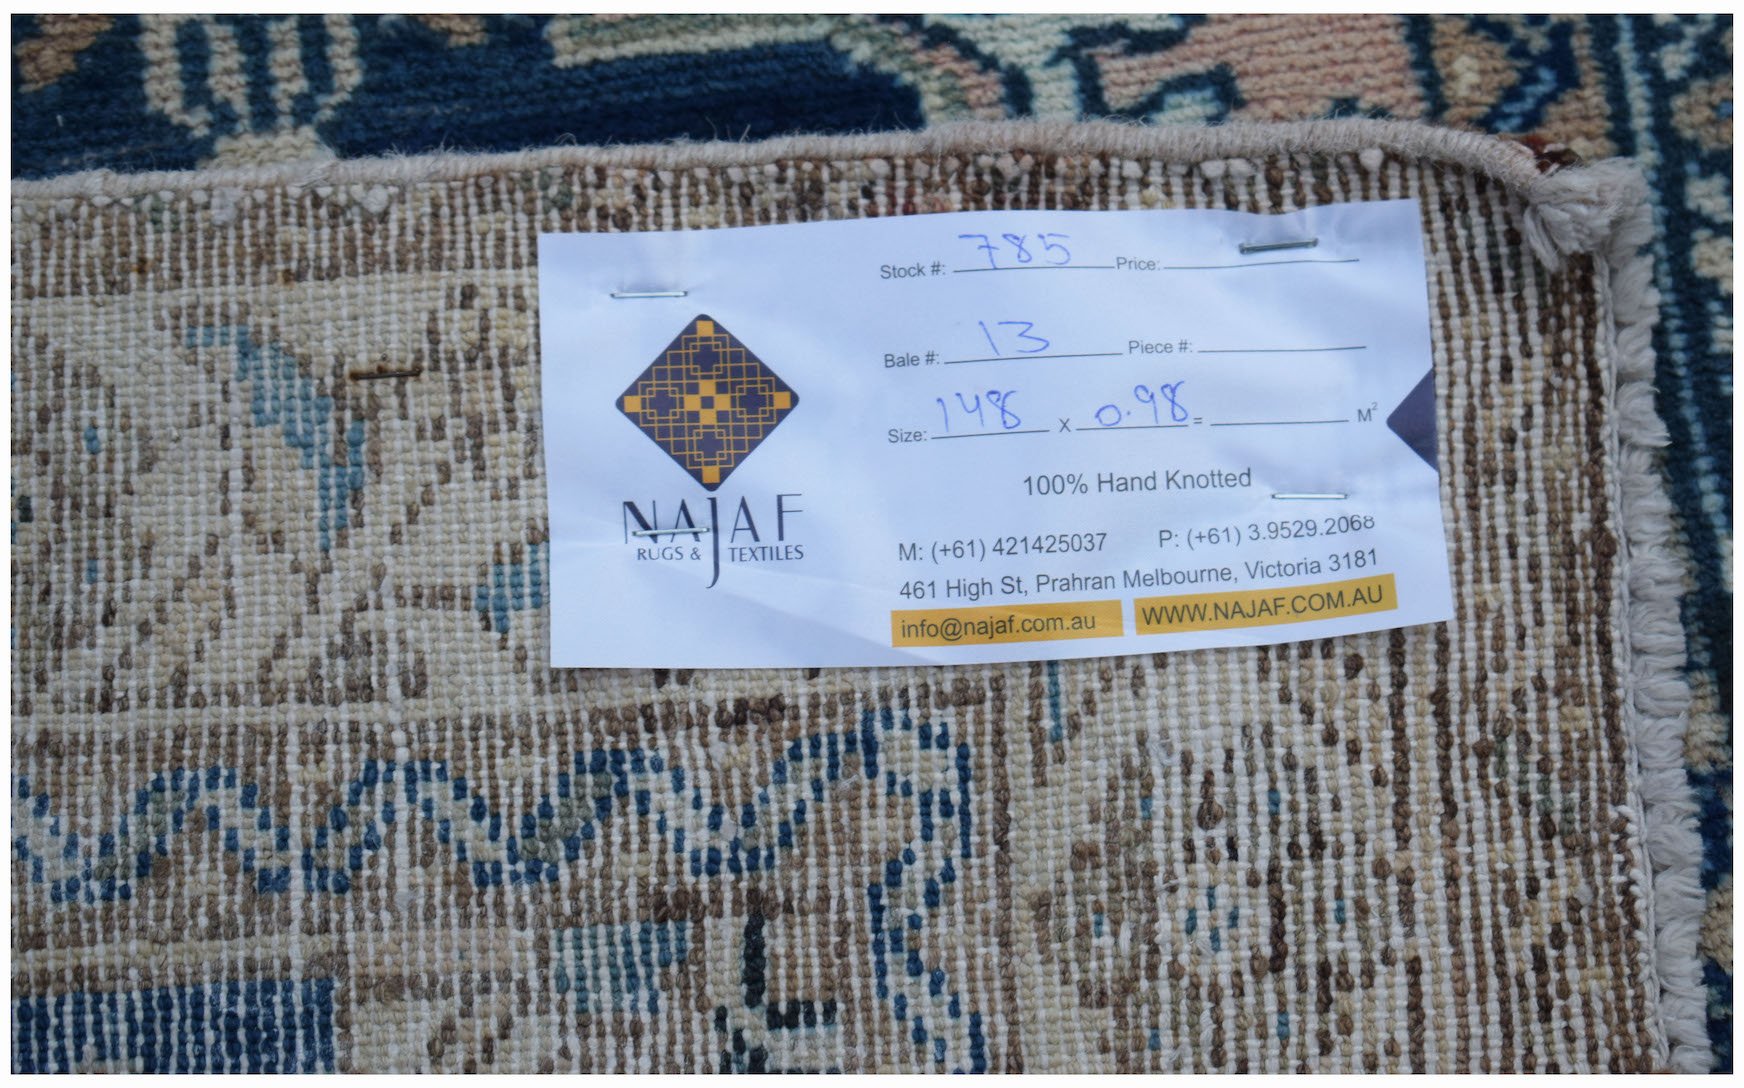 Stock #: 785 Price:
Bale #: 13 Piece #:
Size: 148 X 0.98 = M²
100% Hand Knotted
NAJAF
RUGS & TEXTILES
M: (+61) 421425037 P: (+61) 3.9529.2068
461 High St, Prahran Melbourne, Victoria 3181
info@najaf.com.au WWW.NAJAF.COM.AU